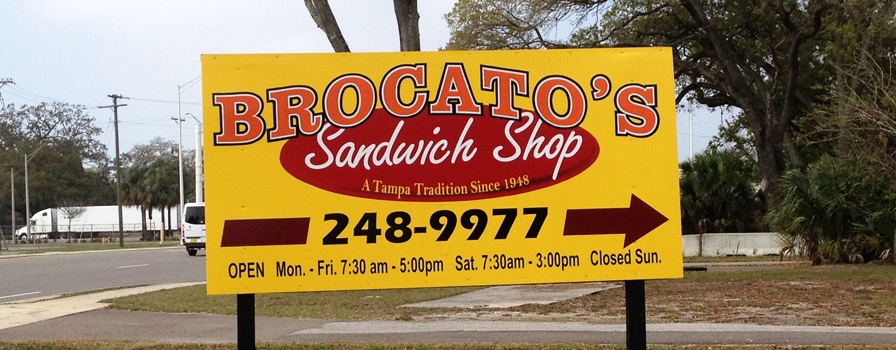 BROCATO'S
Sandwich Shop
A Tampa Tradition Since 1948
248-9977
OPEN Mon. - Fri. 7:30 am - 5:00pm Sat. 7:30am - 3:00pm Closed Sun.